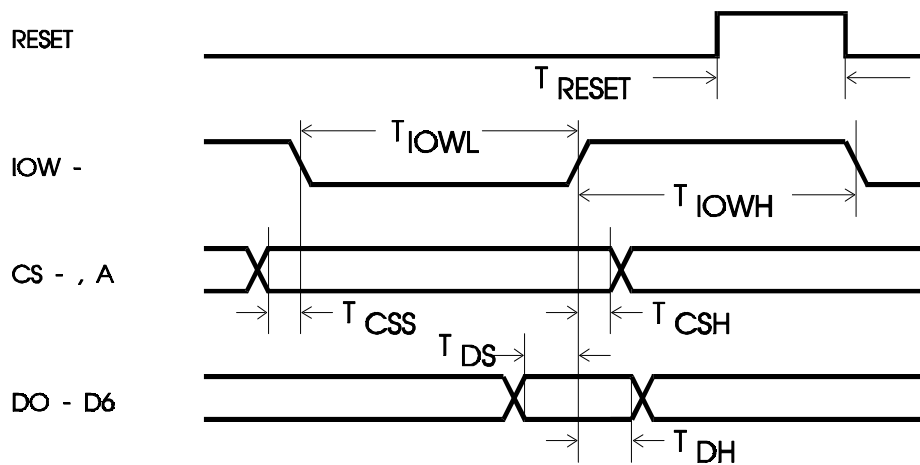 RESET
T RESET
T IOWL
IOW -
T IOWH
CS - , A
T CSS
T CSH
T DS
DO - D6
T DH